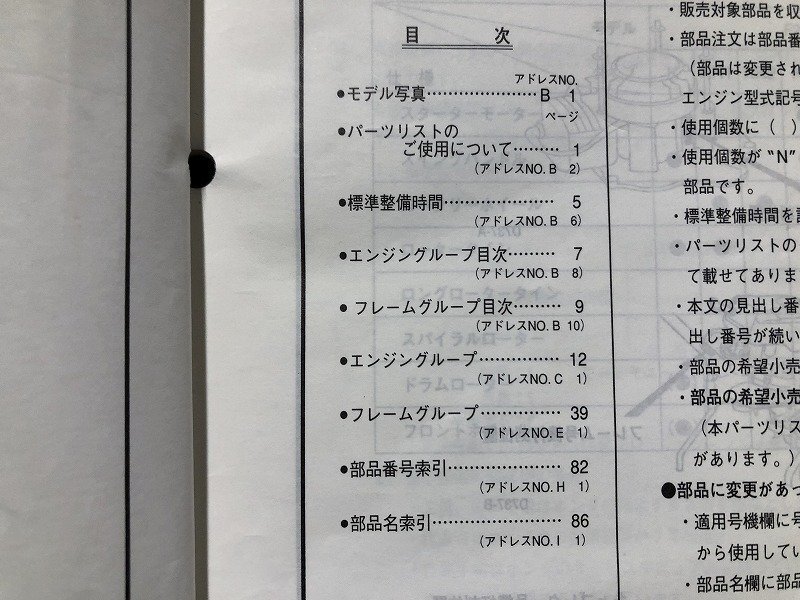 目 次
アドレスNO.
●モデル写真…………………B 1
ページ
●パーツリストの
ご使用について………1
(アドレスNO.B 2)
●標準整備時間…………………5
(アドレスNO.B 6)
●エンジングループ目次………7
(アドレスNO.B 8)
●フレームグループ目次………9
(アドレスNO.B 10)
●エンジングループ……………12
(アドレスNO.C 1)
●フレームグループ……………39
(アドレスNO.E 1)
●部品番号索引…………………82
(アドレスNO.H 1)
●部品名索引……………………86
(アドレスNO.I 1)
・販売対象部品を収
・部品注文は部品番
(部品は変更され
エンジン型式記号
・使用個数に( )
・使用個数が“N”
部品です。
・標準整備時間を
・パーツリストの
て載せてありま
・本文の見出し番
出し番号が続い
・部品の希望小売
・部品の希望小売
(本パーツリス
があります。)
●部品に変更があっ
・適用号機欄に号
から使用してい
・部品名欄に部品